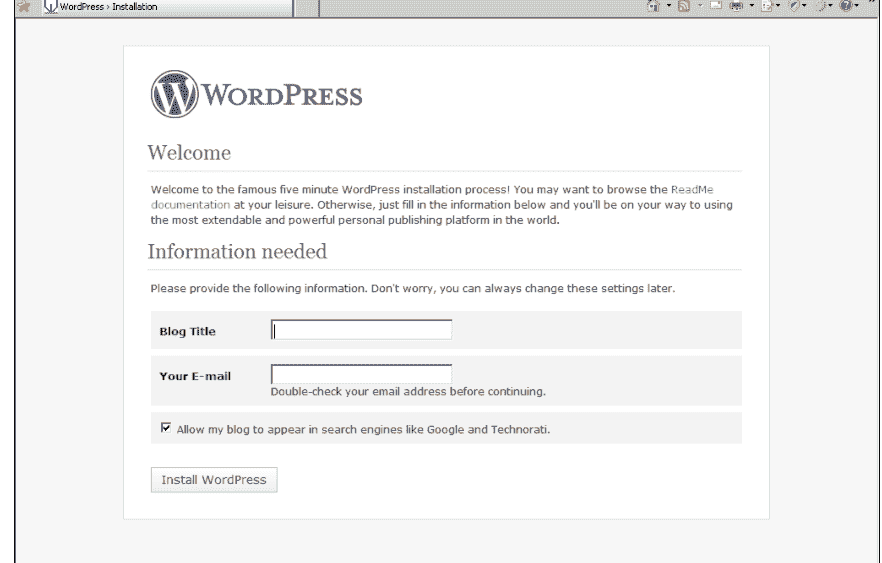 WordPress › Installation
WORDPRESS
Welcome
Welcome to the famous five minute WordPress installation process! You may want to browse the ReadMe
documentation at your leisure. Otherwise, just fill in the information below and you'll be on your way to using
the most extendable and powerful personal publishing platform in the world.
Information needed
Please provide the following information. Don't worry, you can always change these settings later.
Blog Title
Your E-mail
Double-check your email address before continuing.
Allow my blog to appear in search engines like Google and Technorati.
Install WordPress